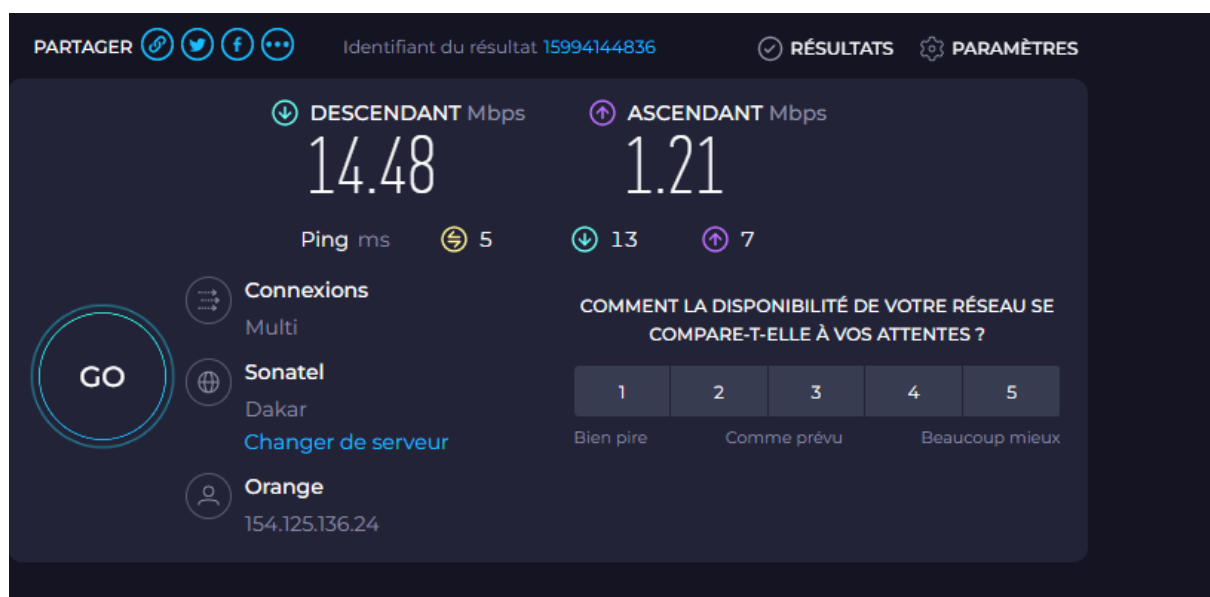 PARTAGER Identifiant du résultat 15994144836 RÉSULTATS PARAMÈTRES
DESCENDANT Mbps ASCENDANT Mbps
14.48 1.21
Ping ms 5 13 7
Connexions
Multi
Sonatel
Dakar
Changer de serveur
Orange
154.125.136.24
GO
COMMENT LA DISPONIBILITÉ DE VOTRE RÉSEAU SE
COMPARE-T-ELLE À VOS ATTENTES ?
1 2 3 4 5
Bien pire Comme prévu Beaucoup mieux